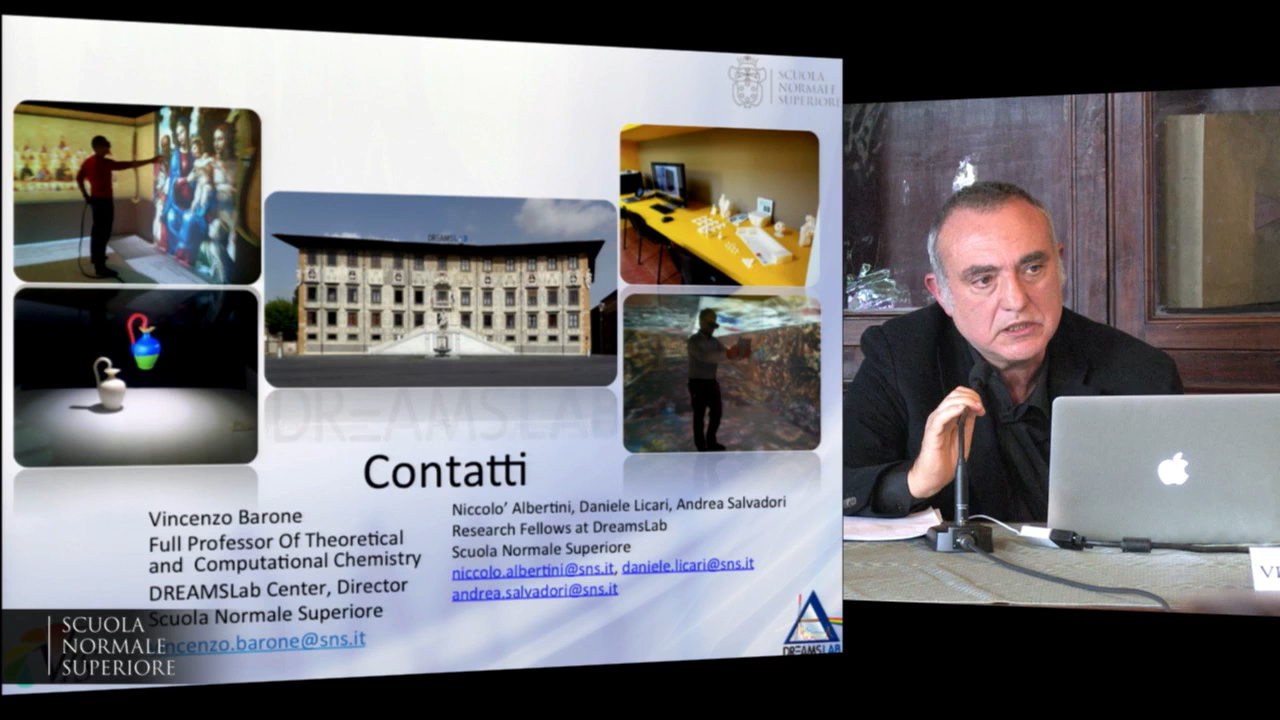 SCUOLA
NORMALE
SUPERIORE
DREAMSLAB
DREAMSLAB
Contatti
Vincenzo Barone
Full Professor Of Theoretical
and Computational Chemistry
DREAMSLab Center, Director
Scuola Normale Superiore
vincenzo.barone@sns.it
Niccolo' Albertini, Daniele Licari, Andrea Salvadori
Research Fellows at DreamsLab
Scuola Normale Superiore
niccolo.albertini@sns.it, daniele.licari@sns.it
andrea.salvadori@sns.it
DREAMSLAB
SCUOLA
NORMALE
SUPERIORE